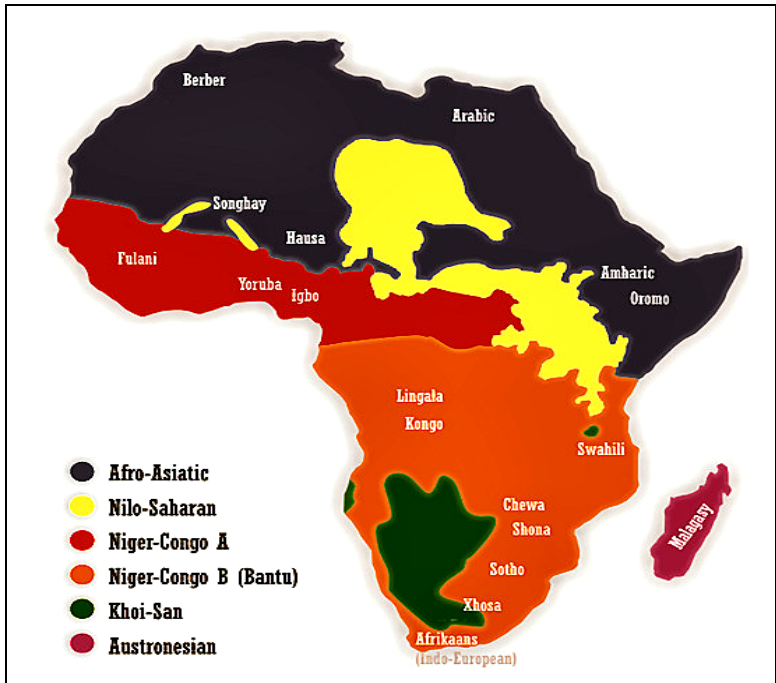 Berber
Arabic
Songhay
Hausa
Fulani
Yoruba
Igbo
Amharic
Oromo
Lingala
Kongo
Swahili
Chewa
Shona
Malagasy
Sotho
Xhosa
Afrikaans
(Indo-European)
Afro-Asiatic
Nilo-Saharan
Niger-Congo A
Niger-Congo B (Bantu)
Khoi-San
Austronesian